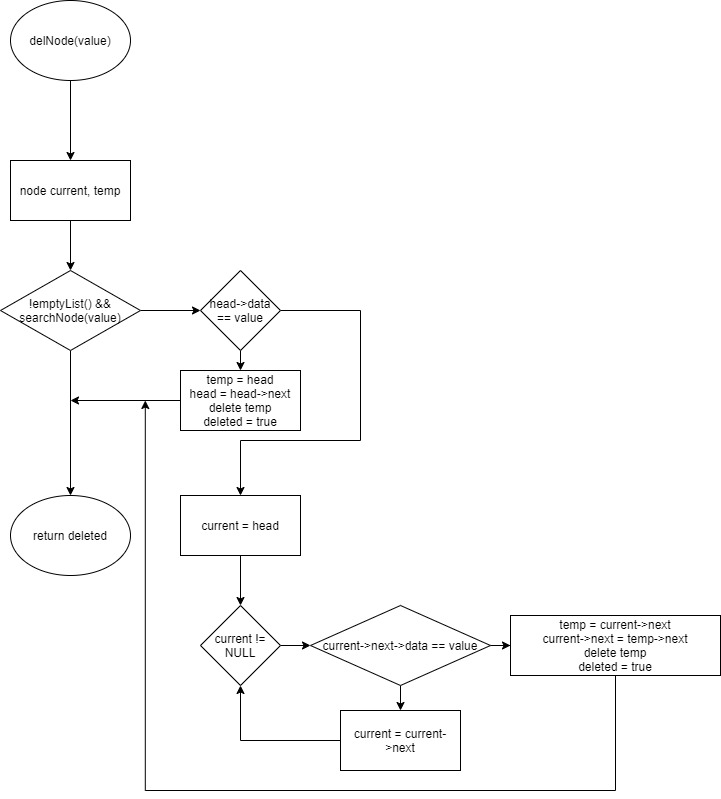 delNode(value)
node current, temp
!emptyList() &&
searchNode(value)
head->data
== value
temp = head
head = head->next
delete temp
deleted = true
return deleted
current = head
current !=
NULL
current->next->data == value
temp = current->next
current->next = temp->next
delete temp
deleted = true
current = current-
>next